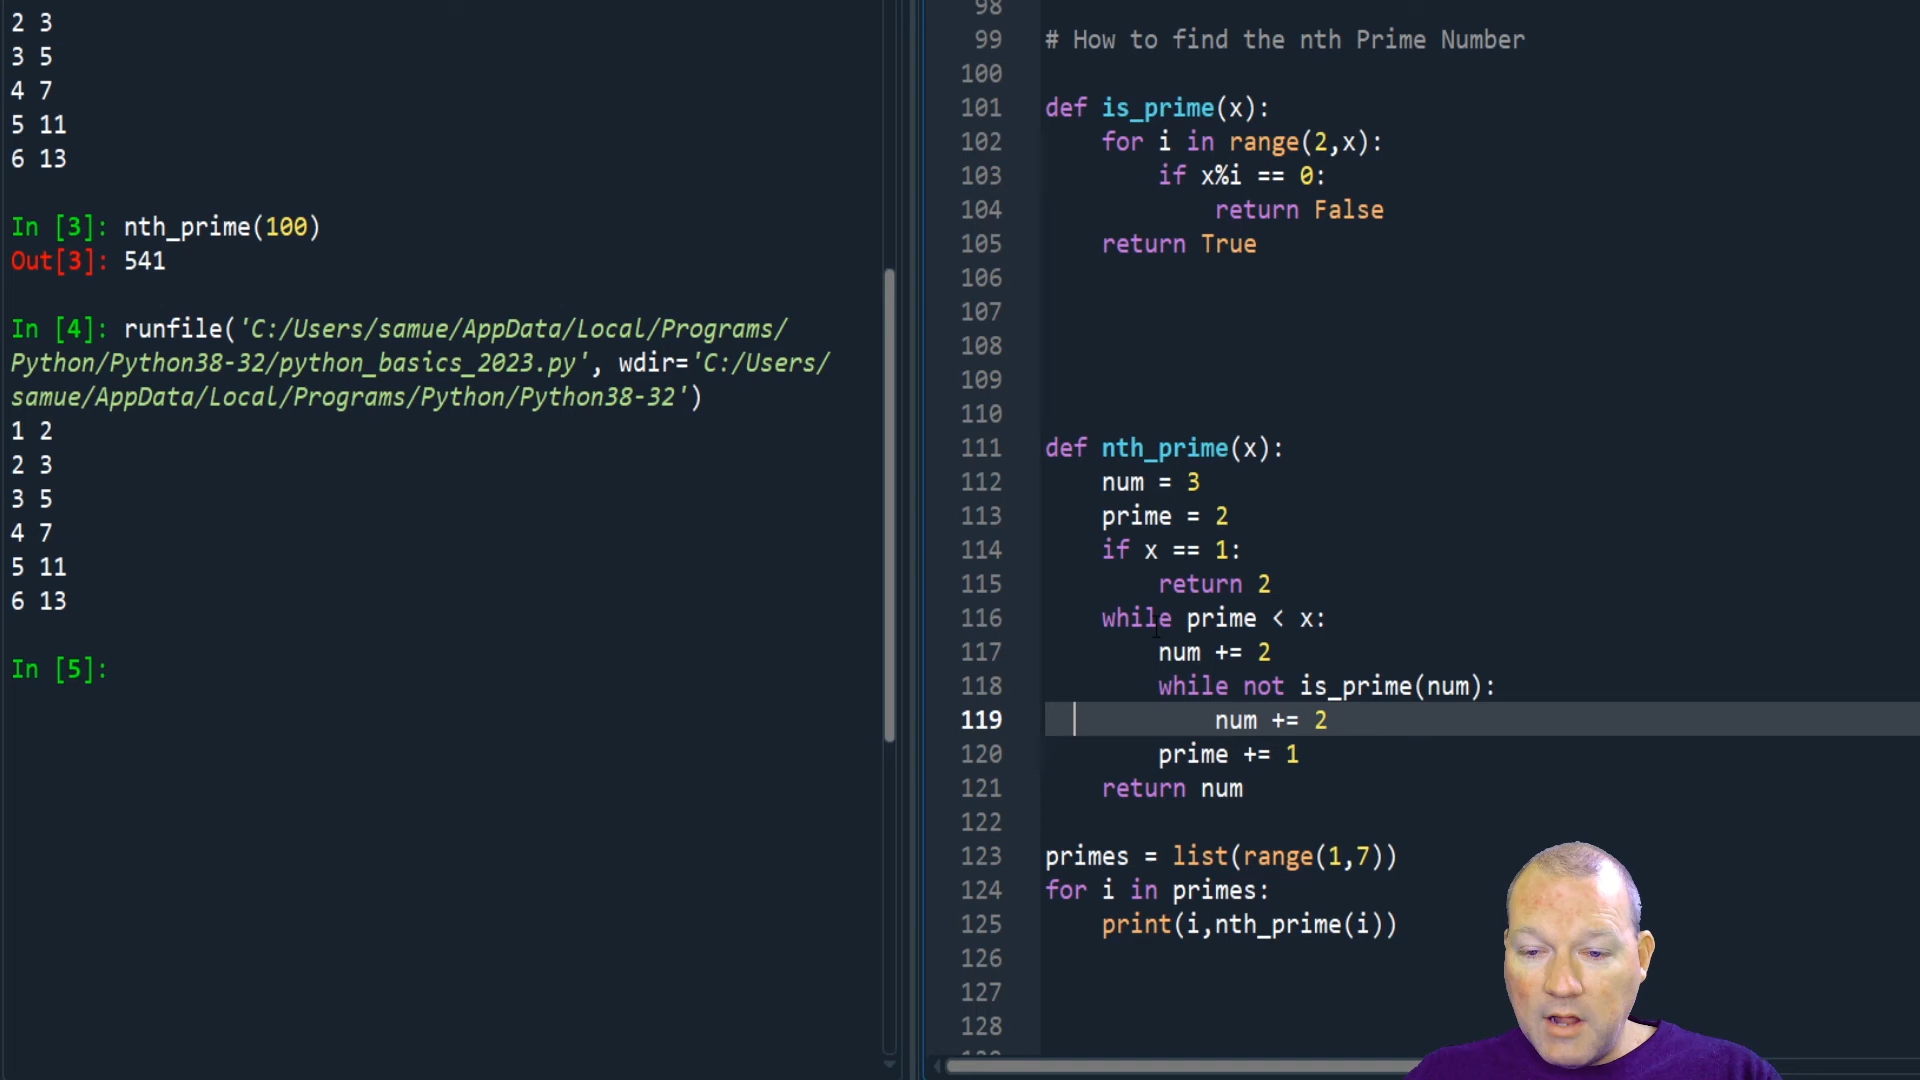 2 3
3 5
4 7
5 11
6 13
In [3]: nth_prime(100)
Out[3]: 541
In [4]: runfile('C:/Users/samue/AppData/Local/Programs/
Python/Python38-32/python_basics_2023.py', wdir='C:/Users/
samue/AppData/Local/Programs/Python/Python38-32')
1 2
2 3
3 5
4 7
5 11
6 13
In [5]:
98
99 # How to find the nth Prime Number
100
101 def is_prime(x):
102     for i in range(2,x):
103         if x%i == 0:
104             return False
105     return True
106
107
108
109
110
111 def nth_prime(x):
112     num = 3
113     prime = 2
114     if x == 1:
115         return 2
116     while prime < x:
117         num += 2
118         while not is_prime(num):
119             num += 2
120         prime += 1
121     return num
122
123 primes = list(range(1,7))
124 for i in primes:
125     print(i,nth_prime(i))
126
127
128